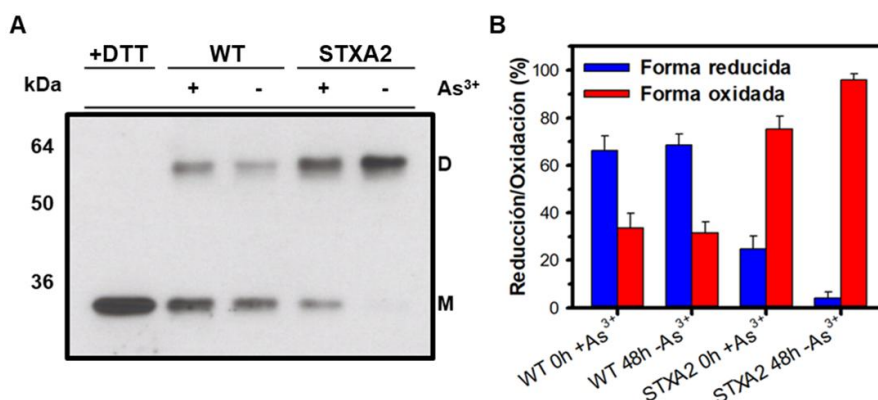 A
+DTT WT STXA2
kDa + - + - As³⁺
64
50
36
D
M
B
Reducción/Oxidación (%)
100
80
60
40
20
0
Forma reducida
Forma oxidada
WT 0h +As³⁺
WT 48h -As³⁺
STXA2 0h +As³⁺
STXA2 48h -As³⁺